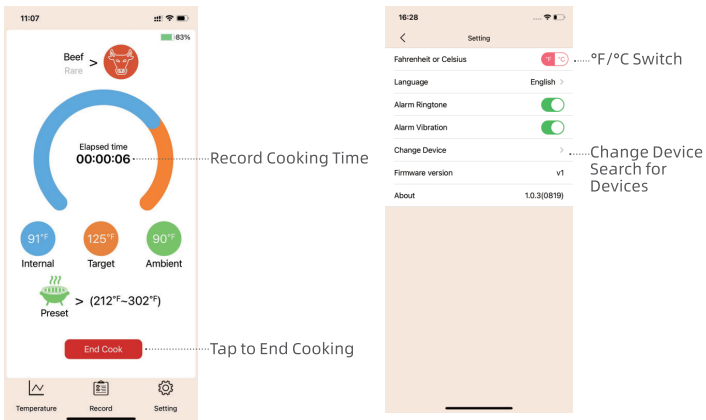 11:07
83%
Beef >
Rare
Elapsed time
00:00:06
Record Cooking Time
91°F
125°F
90°F
Internal
Target
Ambient
Preset > (212°F~302°F)
End Cook
Tap to End Cooking
Temperature
Record
Setting
16:28
Setting
Fahrenheit or Celsius
°F °C
°F/°C Switch
Language
English >
Alarm Ringtone
Alarm Vibration
Change Device >
Change Device
Search for
Devices
Firmware version
v1
About
1.0.3(0819)